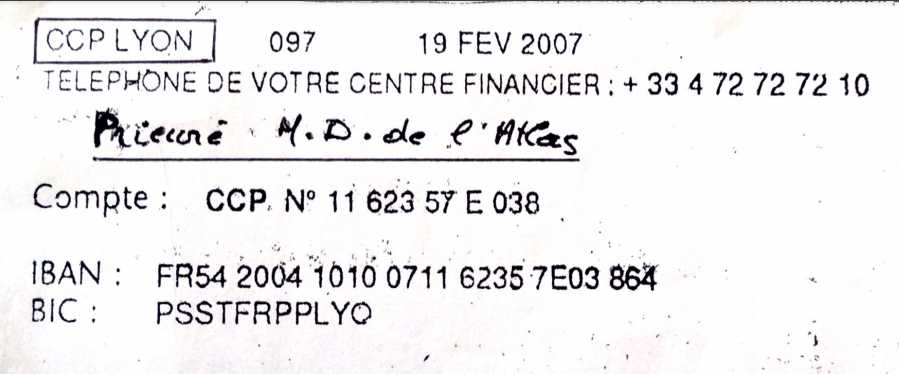 CCP LYON 097 19 FEV 2007
TELEPHONE DE VOTRE CENTRE FINANCIER : + 33 4 72 72 72 10
Prieuré N.D. de l'Atlas
Compte : CCP. N° 11 623 57 E 038
IBAN : FR54 2004 1010 0711 6235 7E03 864
BIC : PSSTFRPPLYO